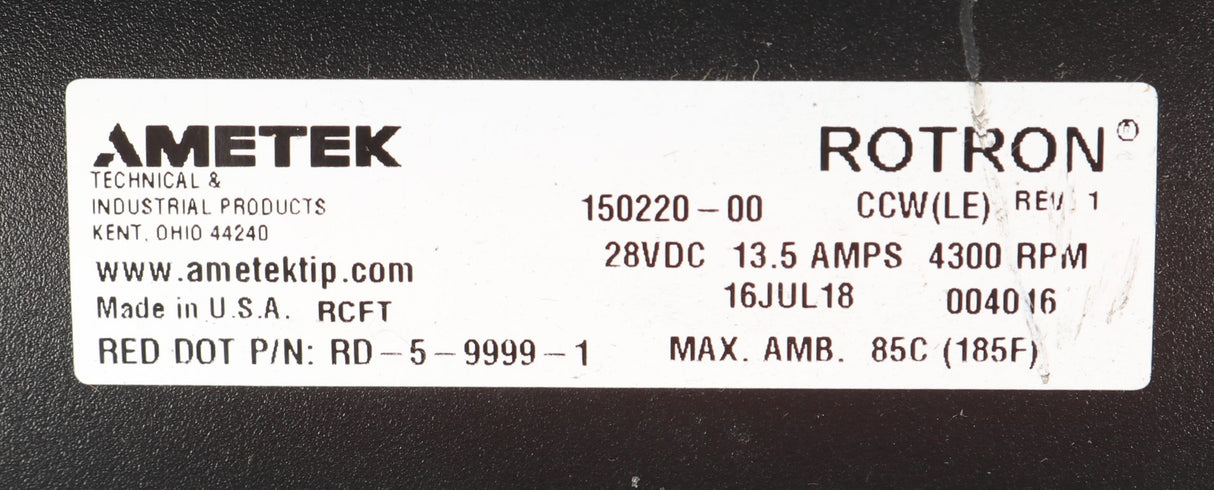 AMETEK
TECHNICAL &
INDUSTRIAL PRODUCTS
KENT, OHIO 44240
www.ametektip.com
Made in U.S.A. RCFT
RED DOT P/N: RD-5-9999-1
ROTRON®
150220-00 CCW(LE) REV. 1
28VDC 13.5 AMPS 4300 RPM
16JUL18 004016
MAX. AMB. 85C (185F)